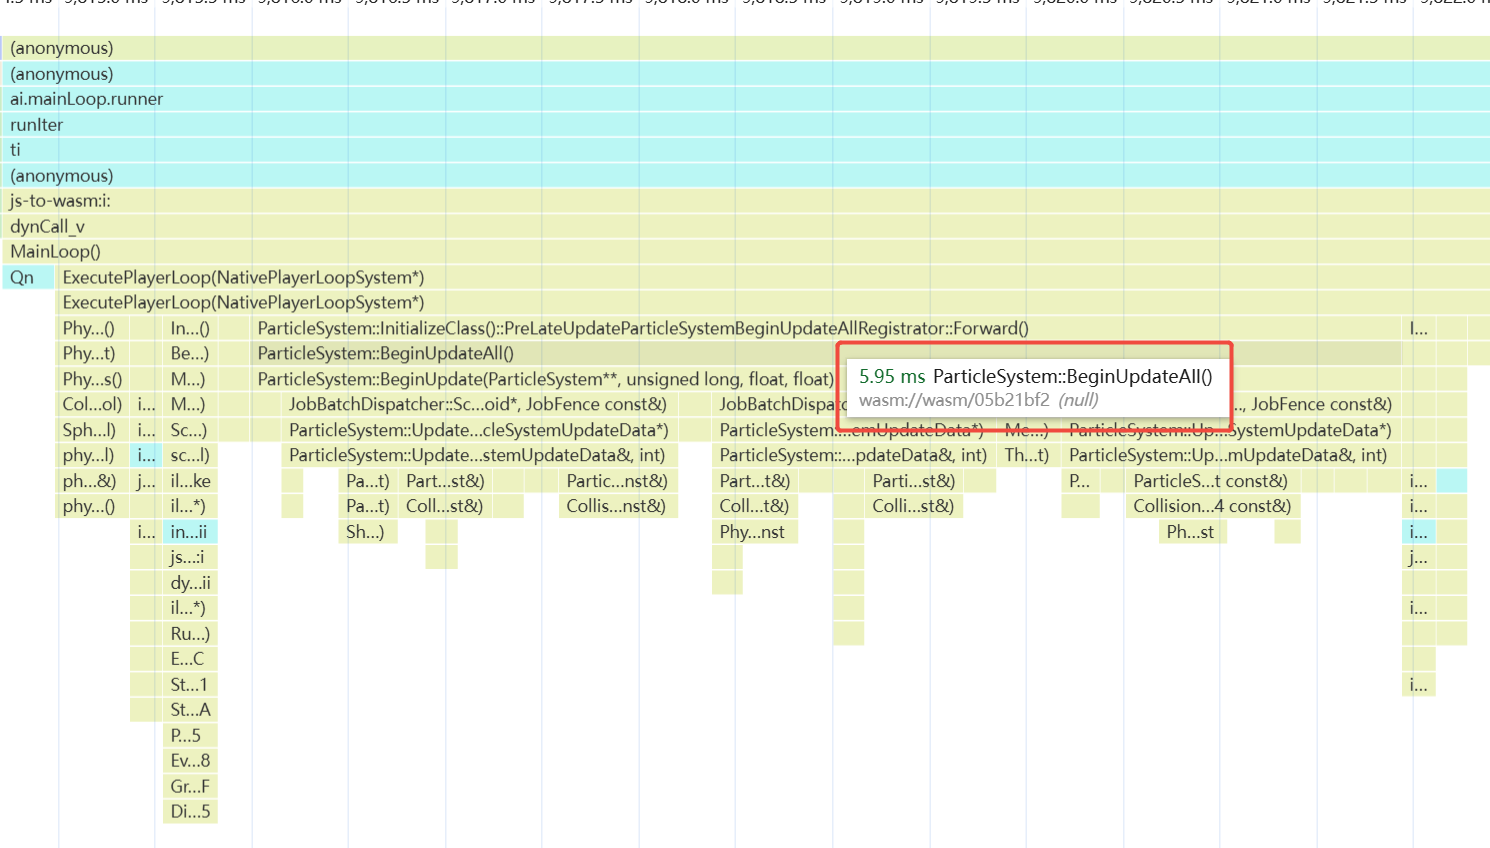 (anonymous)
(anonymous)
ai.mainLoop.runner
runIter
ti
(anonymous)
js-to-wasm:i:
dynCall_v
MainLoop()
Qn ExecutePlayerLoop(NativePlayerLoopSystem*)
ExecutePlayerLoop(NativePlayerLoopSystem*)
Phy...() In...() ParticleSystem::InitializeClass()::PreLateUpdateParticleSystemBeginUpdateAllRegistrator::Forward() I...
Phy...t) Be...) ParticleSystem::BeginUpdateAll()
Phy...s() M...) ParticleSystem::BeginUpdate(ParticleSystem**, unsigned long, float, float)
5.95 ms ParticleSystem::BeginUpdateAll()
wasm://wasm/05b21bf2 (null)
Col...ol) i... M...) JobBatchDispatcher::Sc...oid*, JobFence const&) JobBatchDispatc ..., JobFence const&)
Sph...l) i... Sc...) ParticleSystem::Update...cleSystemUpdateData*) ParticleSystem:...emUpdateData*) Me...) ParticleSystem::Up...SystemUpdateData*)
phy...l) i... sc...l) ParticleSystem::Update...stemUpdateData&, int) ParticleSystem:...pdateData&, int) Th...t) ParticleSystem::Up...mUpdateData&, int)
ph...&) j... il...ke Pa...t) Part...st&) Partic...nst&) Part...t&) Parti...st&) P... ParticleS...t const&) i...
phy...() il...*) Pa...t) Coll...st&) Collis...nst&) Coll...t&) Colli...st&) Collision...4 const&) i...
i... in...ii Sh...) Phy...nst Ph...st i...
js...:i j...
dy...ii
il...*) i...
Ru...)
E...C
St...1 i...
St...A
P...5
Ev...8
Gr...F
Di...5